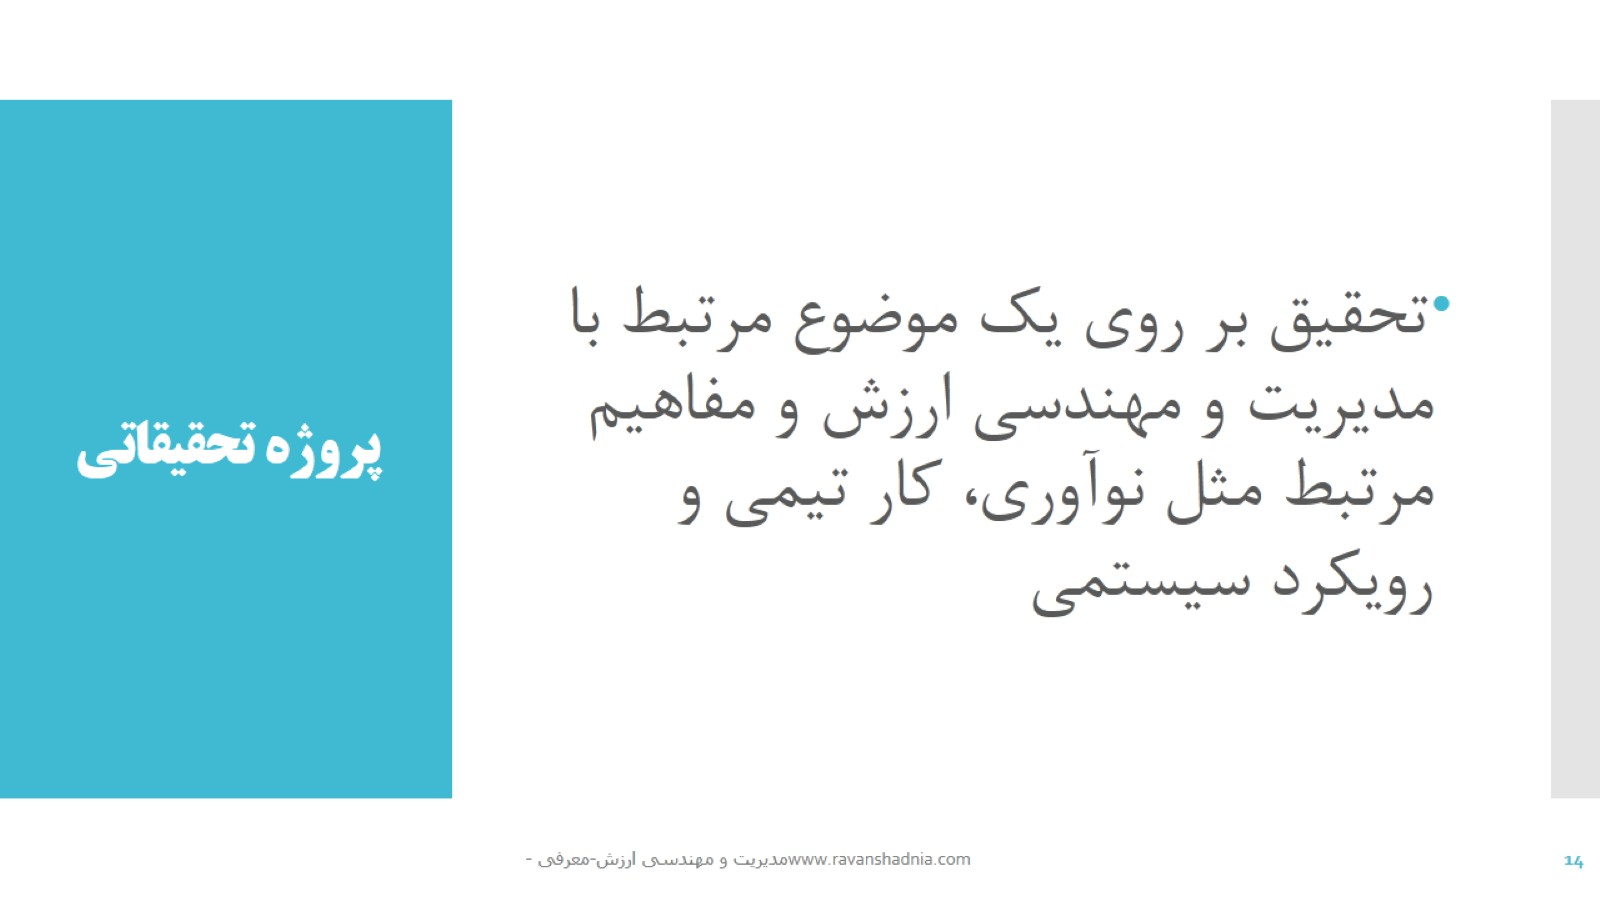 پروژه تحقیقاتی
•تحقیق بر روی یک موضوع مرتبط با
مدیریت و مهندسی ارزش و مفاهیم
مرتبط مثل نوآوری، کار تیمی و
رویکرد سیستمی
مدیریت و مهندسی ارزش-معرفی - www.ravanshadnia.com
14